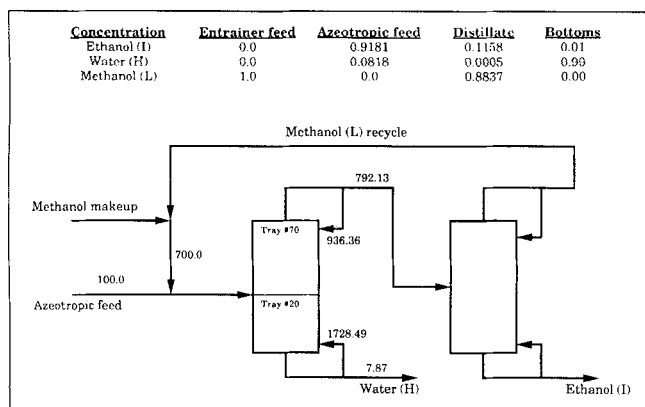 Concentration Entrainer feed Azeotropic feed Distillate Bottoms
Ethanol (I) 0.0 0.9181 0.1158 0.01
Water (H) 0.0 0.0818 0.0005 0.99
Methanol (L) 1.0 0.0 0.8837 0.00
Methanol (L) recycle
792.13
Methanol makeup
Tray #70
936.36
700.0
100.0
Azeotropic feed
Tray #20
1728.49
7.87
Water (H)
Ethanol (I)